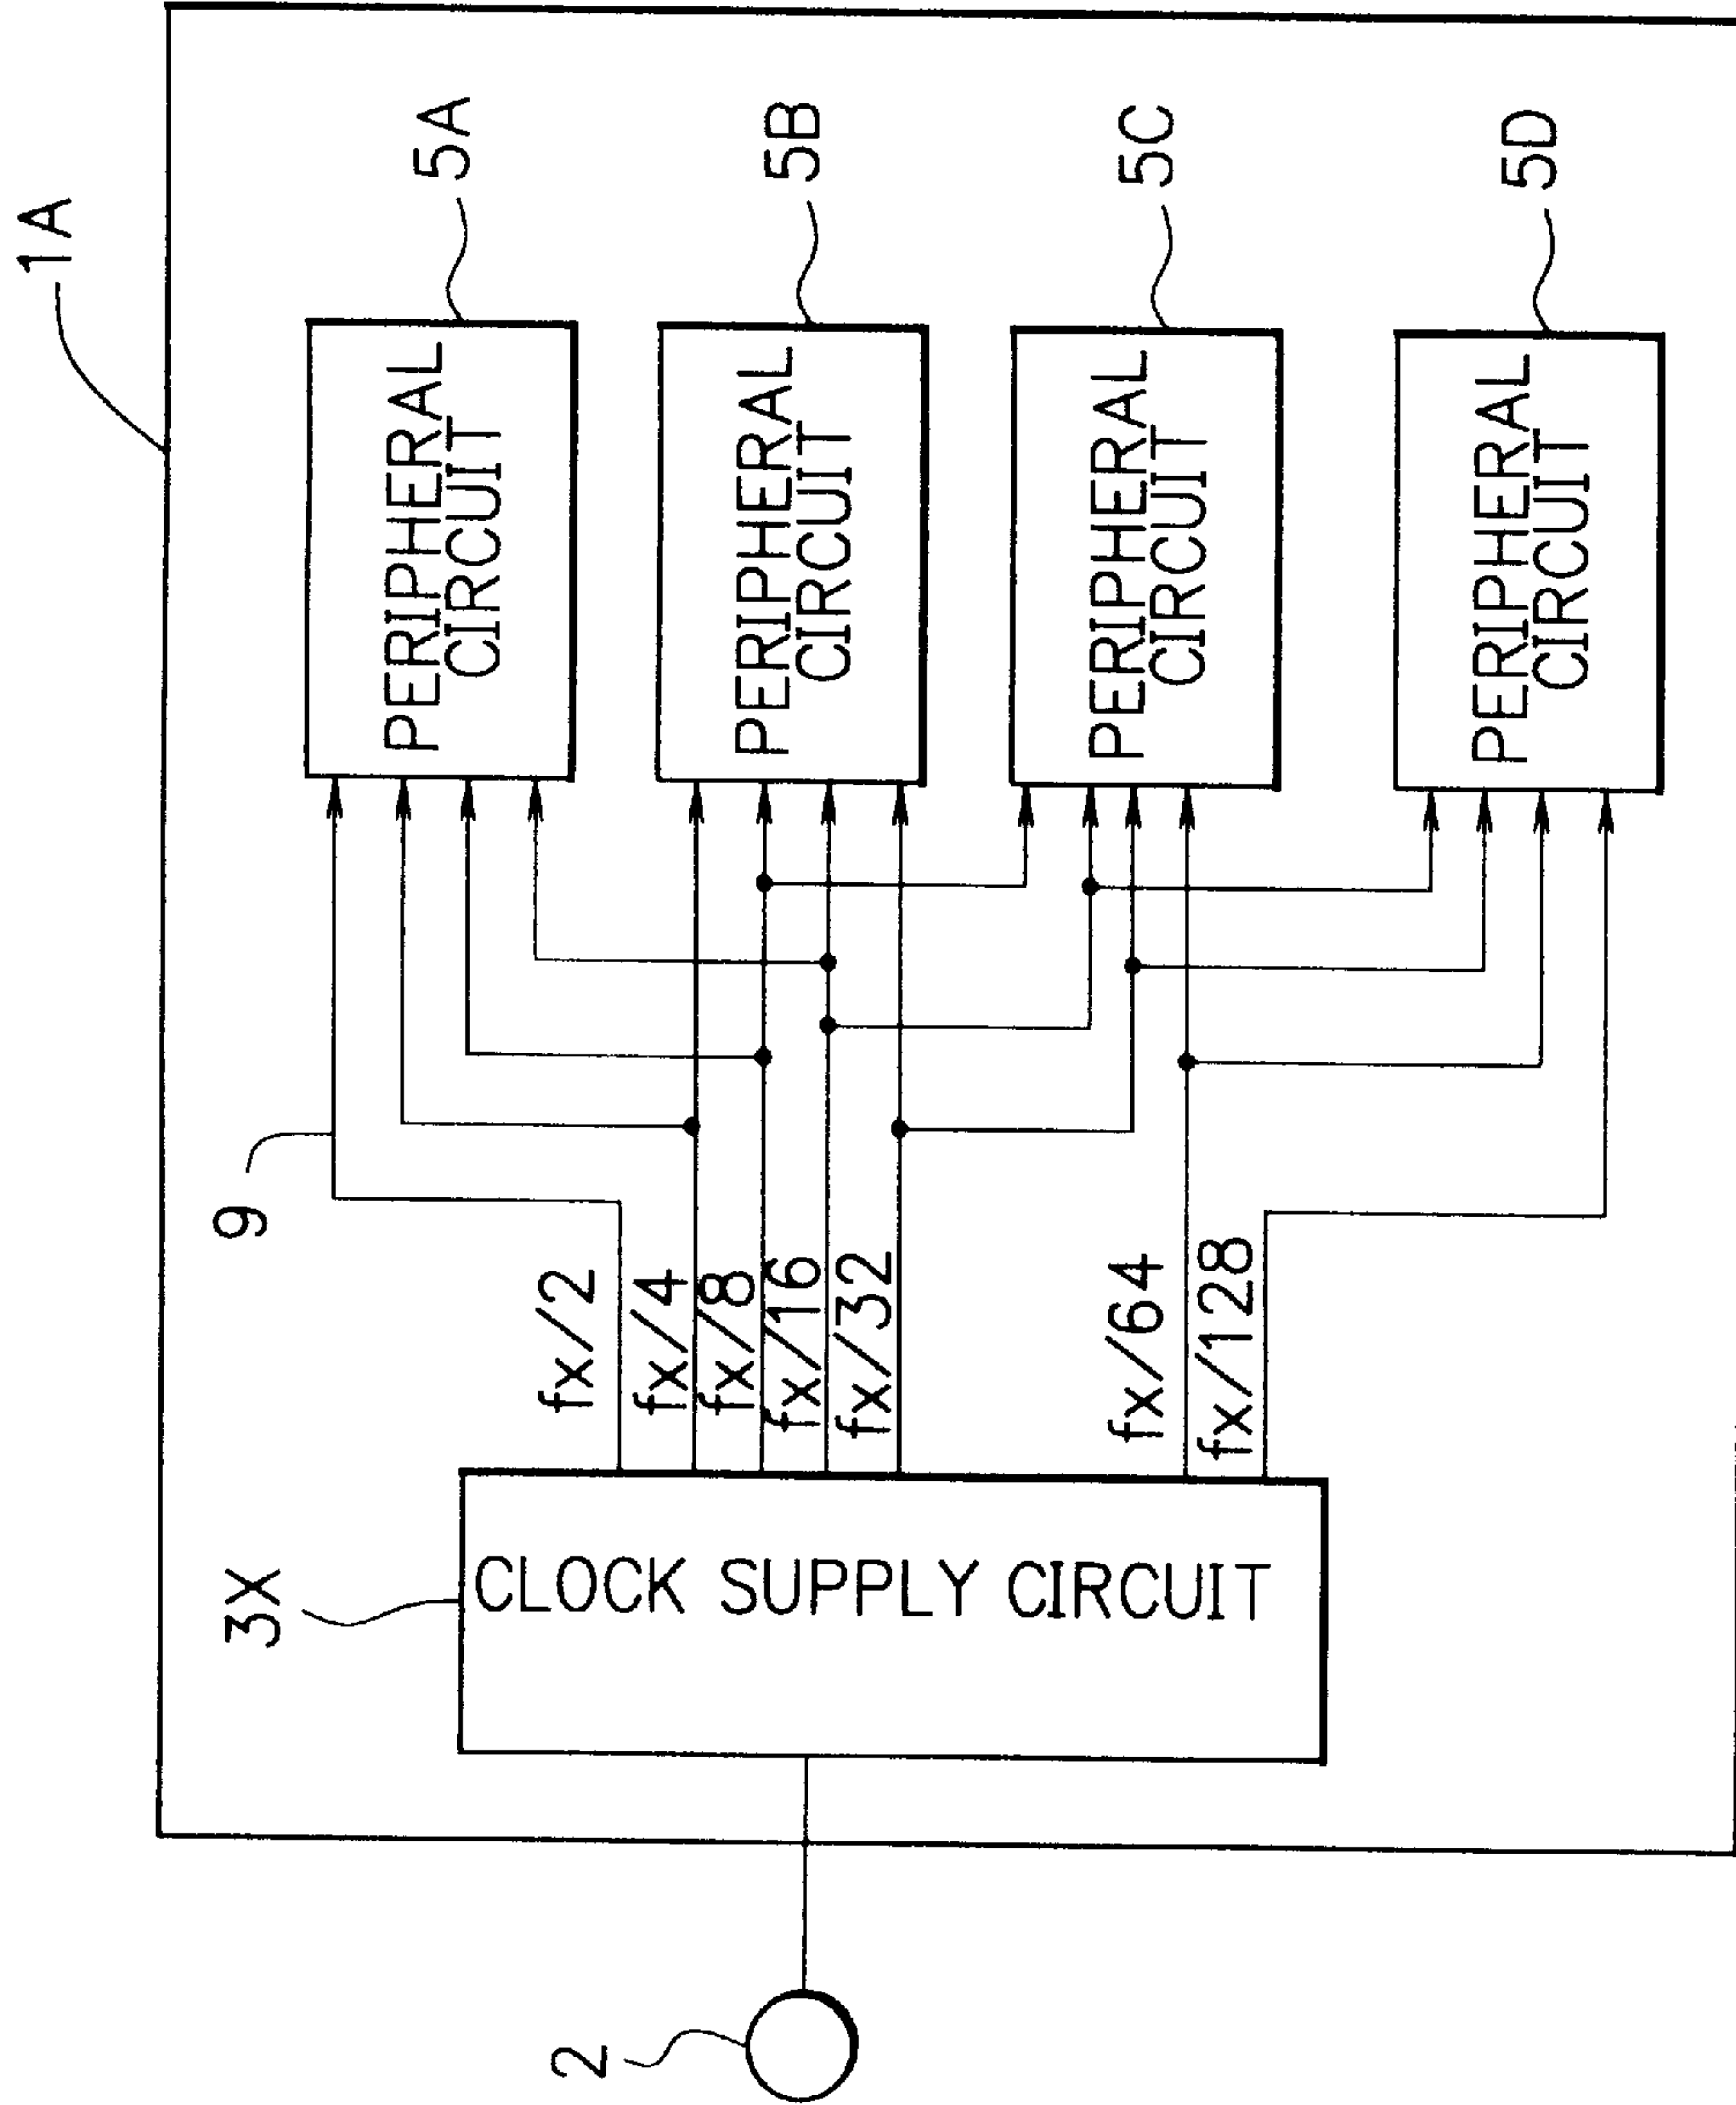 1A
5A
PERIPHERAL
CIRCUIT
5B
PERIPHERAL
CIRCUIT
5C
PERIPHERAL
CIRCUIT
5D
PERIPHERAL
CIRCUIT
9
fx/2
fx/4
fx/8
fx/16
fx/32
fx/64
fx/128
3X
CLOCK SUPPLY CIRCUIT
2